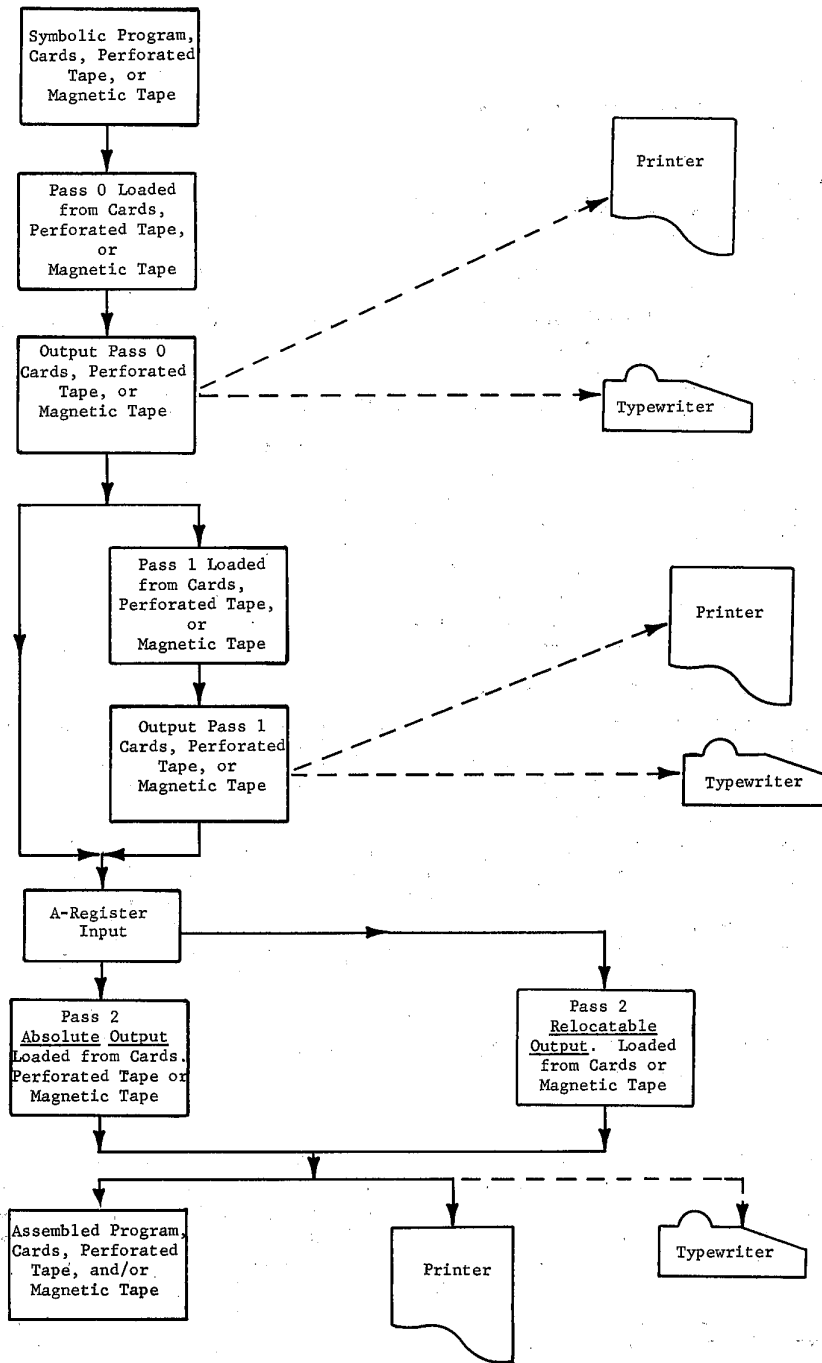 Symbolic Program,
Cards, Perforated
Tape, or
Magnetic Tape
Pass 0 Loaded
from Cards,
Perforated Tape,
or
Magnetic Tape
Printer
Output Pass 0
Cards, Perforated
Tape, or
Magnetic Tape
Typewriter
Pass 1 Loaded
from Cards,
Perforated Tape,
or
Magnetic Tape
Printer
Output Pass 1
Cards, Perforated
Tape, or
Magnetic Tape
Typewriter
A-Register
Input
Pass 2
Absolute Output
Loaded from Cards.
Perforated Tape or
Magnetic Tape
Pass 2
Relocatable
Output. Loaded
from Cards or
Magnetic Tape
Assembled Program,
Cards, Perforated
Tape, and/or
Magnetic Tape
Printer
Typewriter